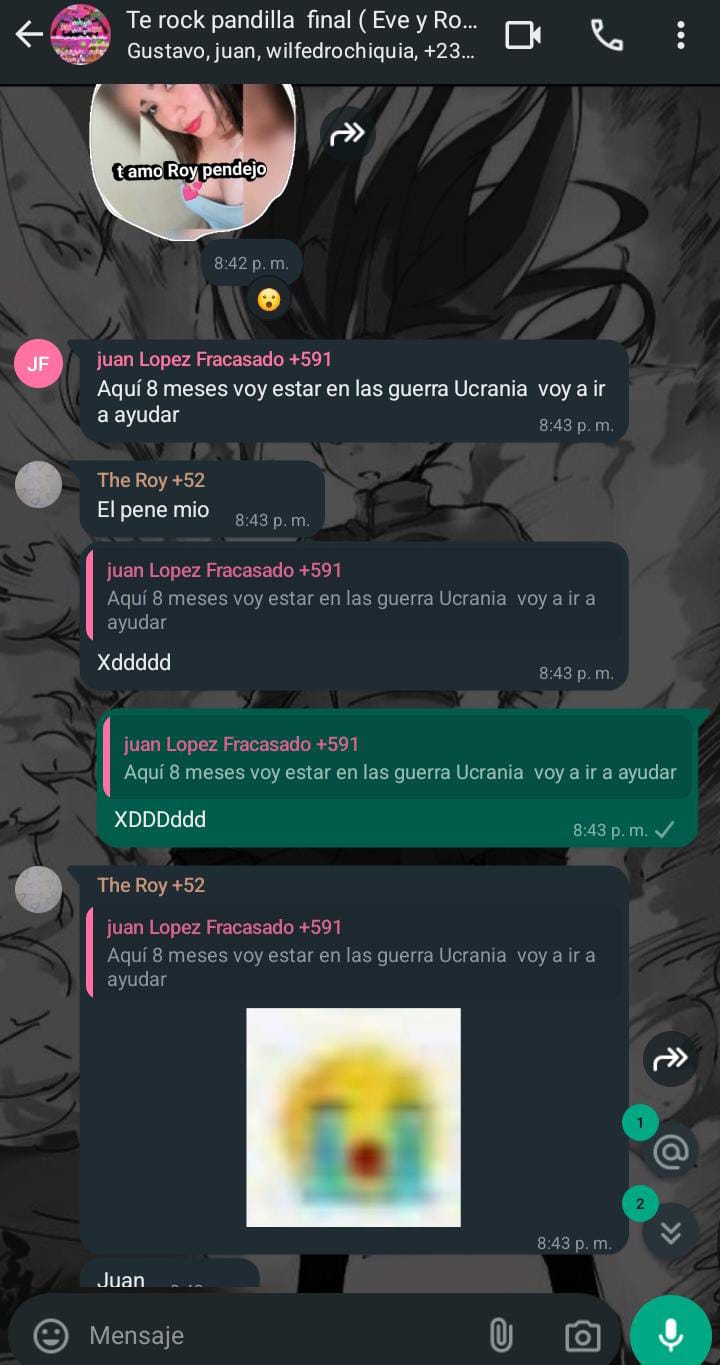 Te rock pandilla  final ( Eve y Ro...
Gustavo, juan, wilfedrochiquia, +23...
t amo Roy pendejo
8:42 p. m.
JF
juan Lopez Fracasado +591
Aquí 8 meses voy estar en las guerra Ucrania  voy a ir
a ayudar
8:43 p. m.
The Roy +52
El pene mio
8:43 p. m.
juan Lopez Fracasado +591
Aquí 8 meses voy estar en las guerra Ucrania  voy a ir a
ayudar
Xddddd
8:43 p. m.
juan Lopez Fracasado +591
Aquí 8 meses voy estar en las guerra Ucrania  voy a ir a ayudar
XDDDddd
8:43 p. m.
The Roy +52
juan Lopez Fracasado +591
Aquí 8 meses voy estar en las guerra Ucrania  voy a ir a
ayudar
1
@
2
8:43 p. m.
Juan
Mensaje